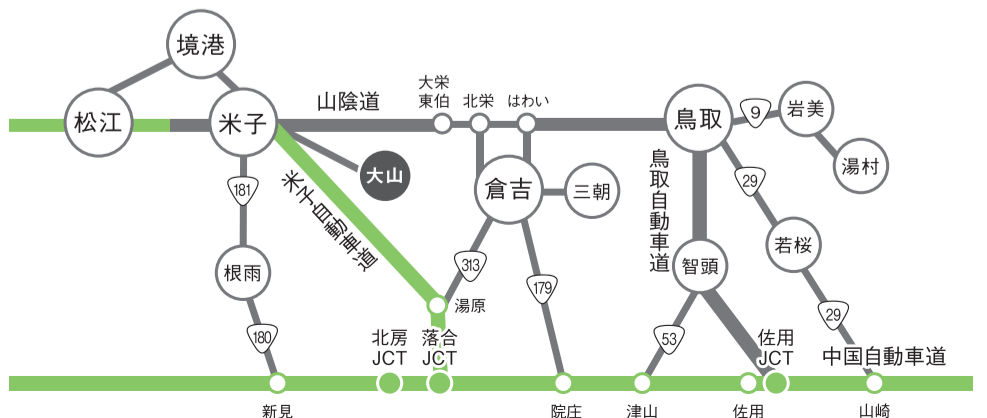 境港
松江
米子
山陰道
大栄
東伯
北栄
はわい
鳥取
9
岩美
湯村
大山
倉吉
三朝
鳥取自動車道
29
若桜
181
米子自動車道
根雨
313
179
智頭
湯原
180
北房
JCT
落合
JCT
53
佐用
JCT
29
中国自動車道
新見
院庄
津山
佐用
山崎